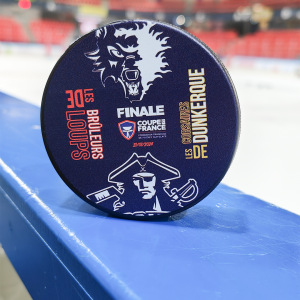 LES
BRÛLEURS
DE
LOUPS
FINALE
COUPE DE
FRANCE
LES CORSAIRES
DE DUNKERQUE